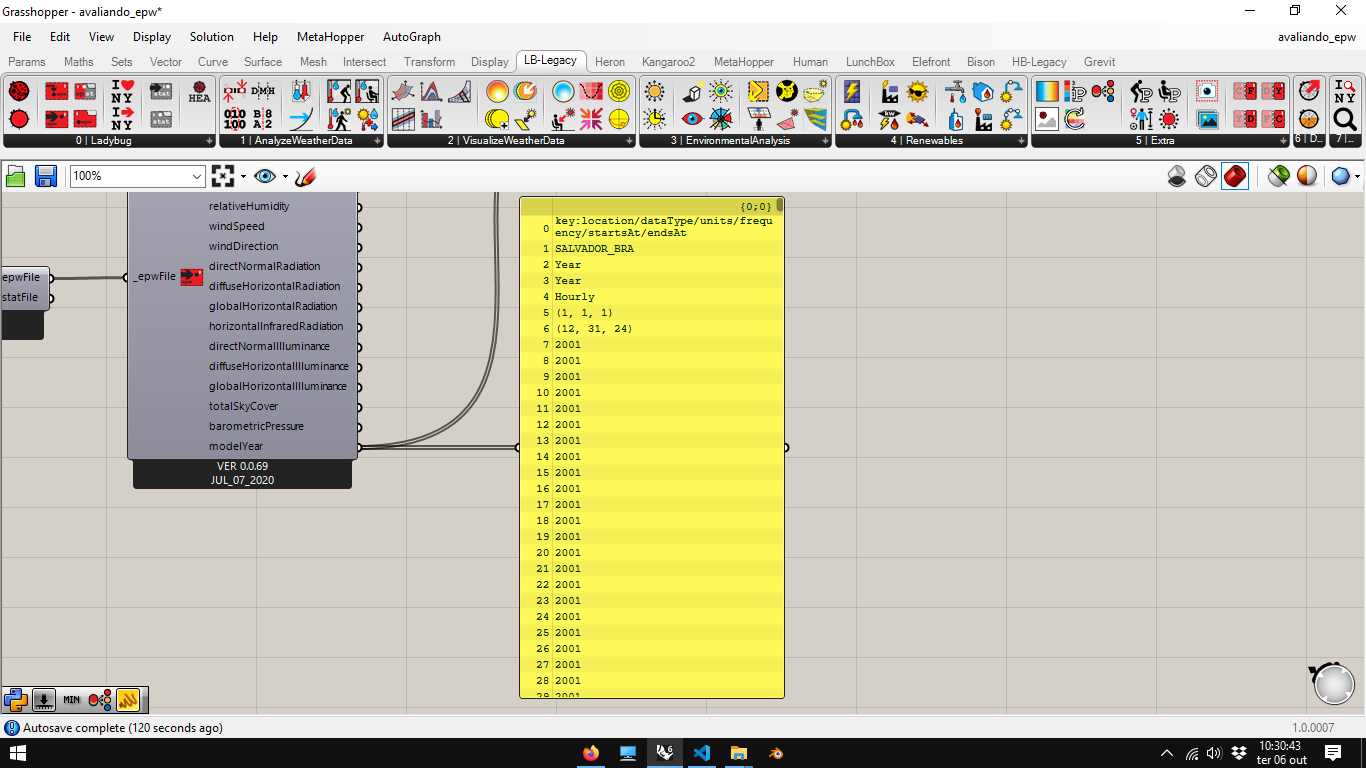 Grasshopper - avaliando_epw*
File Edit View Display Solution Help MetaHopper AutoGraph avaliando_epw
Params Maths Sets Vector Curve Surface Mesh Intersect Transform Display LB-Legacy Heron Kangaroo2 MetaHopper Human LunchBox Elefront Bison HB-Legacy Grevit
0 | Ladybug 1 | AnalyzeWeatherData 2 | VisualizeWeatherData 3 | EnvironmentalAnalysis 4 | Renewables 5 | Extra 6 | D... 7 |...
100%
relativeHumidity
windSpeed
windDirection
directNormalRadiation
diffuseHorizontalRadiation
globalHorizontalRadiation
horizontalInfraredRadiation
directNormalIlluminance
diffuseHorizontalIlluminance
globalHorizontalIlluminance
totalSkyCover
barometricPressure
modelYear
epwFile
statFile
_epwFile
VER 0.0.69
JUL_07_2020
{0;0}
0 key:location/dataType/units/frequ
ency/startsAt/endsAt
1 SALVADOR_BRA
2 Year
3 Year
4 Hourly
5 (1, 1, 1)
6 (12, 31, 24)
7 2001
8 2001
9 2001
10 2001
11 2001
12 2001
13 2001
14 2001
15 2001
16 2001
17 2001
18 2001
19 2001
20 2001
21 2001
22 2001
23 2001
24 2001
25 2001
26 2001
27 2001
28 2001
29 2001
MIN
Autosave complete (120 seconds ago) 1.0.0007
10:30:43
ter 06 out